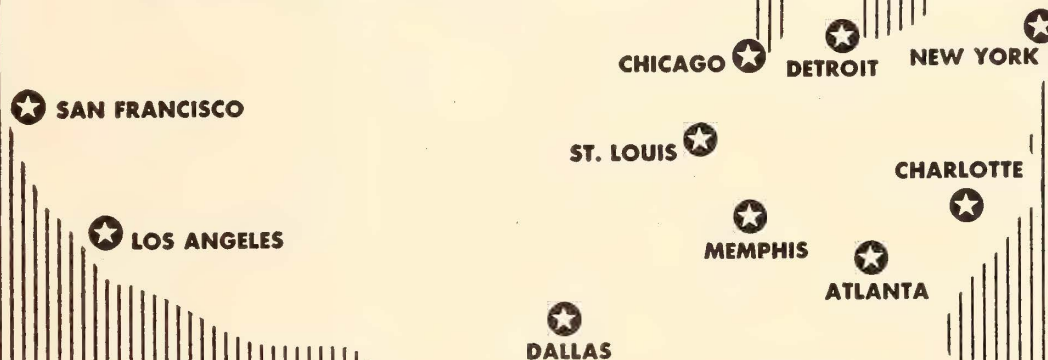 CHICAGO
DETROIT
NEW YORK
SAN FRANCISCO
ST. LOUIS
CHARLOTTE
LOS ANGELES
MEMPHIS
ATLANTA
DALLAS